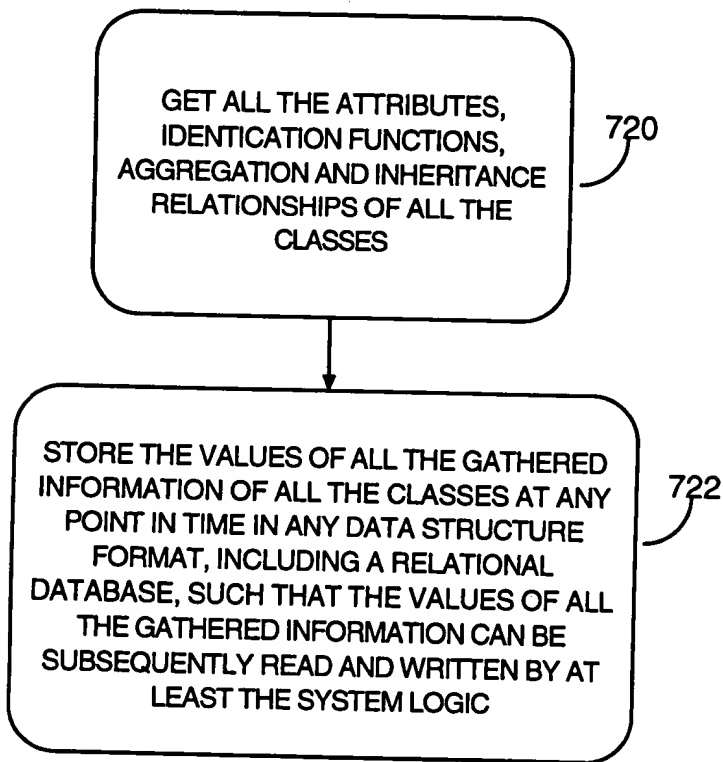 GET ALL THE ATTRIBUTES,
IDENTICATION FUNCTIONS,
AGGREGATION AND INHERITANCE
RELATIONSHIPS OF ALL THE
CLASSES
720
STORE THE VALUES OF ALL THE GATHERED
INFORMATION OF ALL THE CLASSES AT ANY
POINT IN TIME IN ANY DATA STRUCTURE
FORMAT, INCLUDING A RELATIONAL
DATABASE, SUCH THAT THE VALUES OF ALL
THE GATHERED INFORMATION CAN BE
SUBSEQUENTLY READ AND WRITTEN BY AT
LEAST THE SYSTEM LOGIC
722